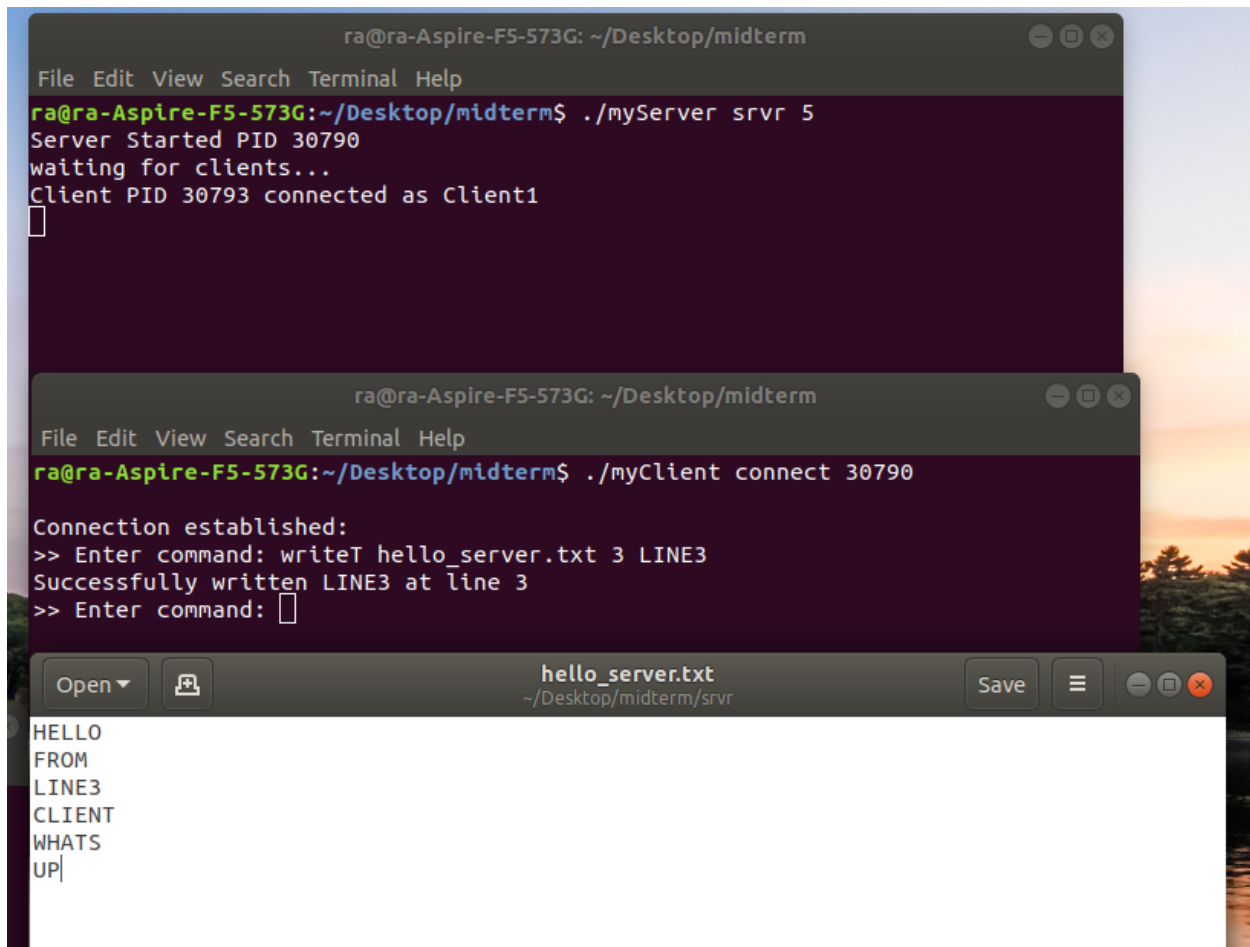 ra@ra-Aspire-F5-573G: ~/Desktop/midterm
File Edit View Search Terminal Help
ra@ra-Aspire-F5-573G:~/Desktop/midterm$ ./myServer srvr 5
Server Started PID 30790
waiting for clients...
Client PID 30793 connected as Client1
ra@ra-Aspire-F5-573G: ~/Desktop/midterm
File Edit View Search Terminal Help
ra@ra-Aspire-F5-573G:~/Desktop/midterm$ ./myClient connect 30790
Connection established:
>> Enter command: writeT hello_server.txt 3 LINE3
Successfully written LINE3 at line 3
>> Enter command:
Open
hello_server.txt
~/Desktop/midterm/srvr
Save
HELLO
FROM
LINE3
CLIENT
WHATS
UP